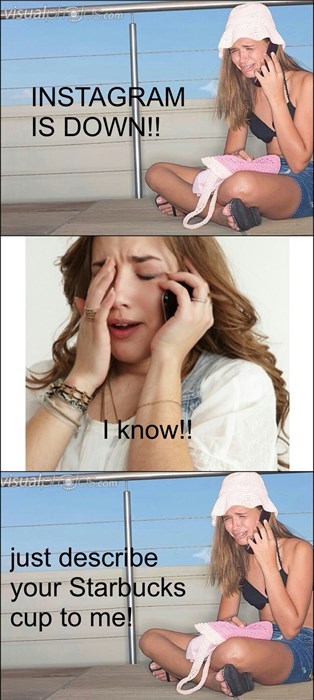 INSTAGRAM
IS DOWN!!
I know!!
just describe
your Starbucks
cup to me!